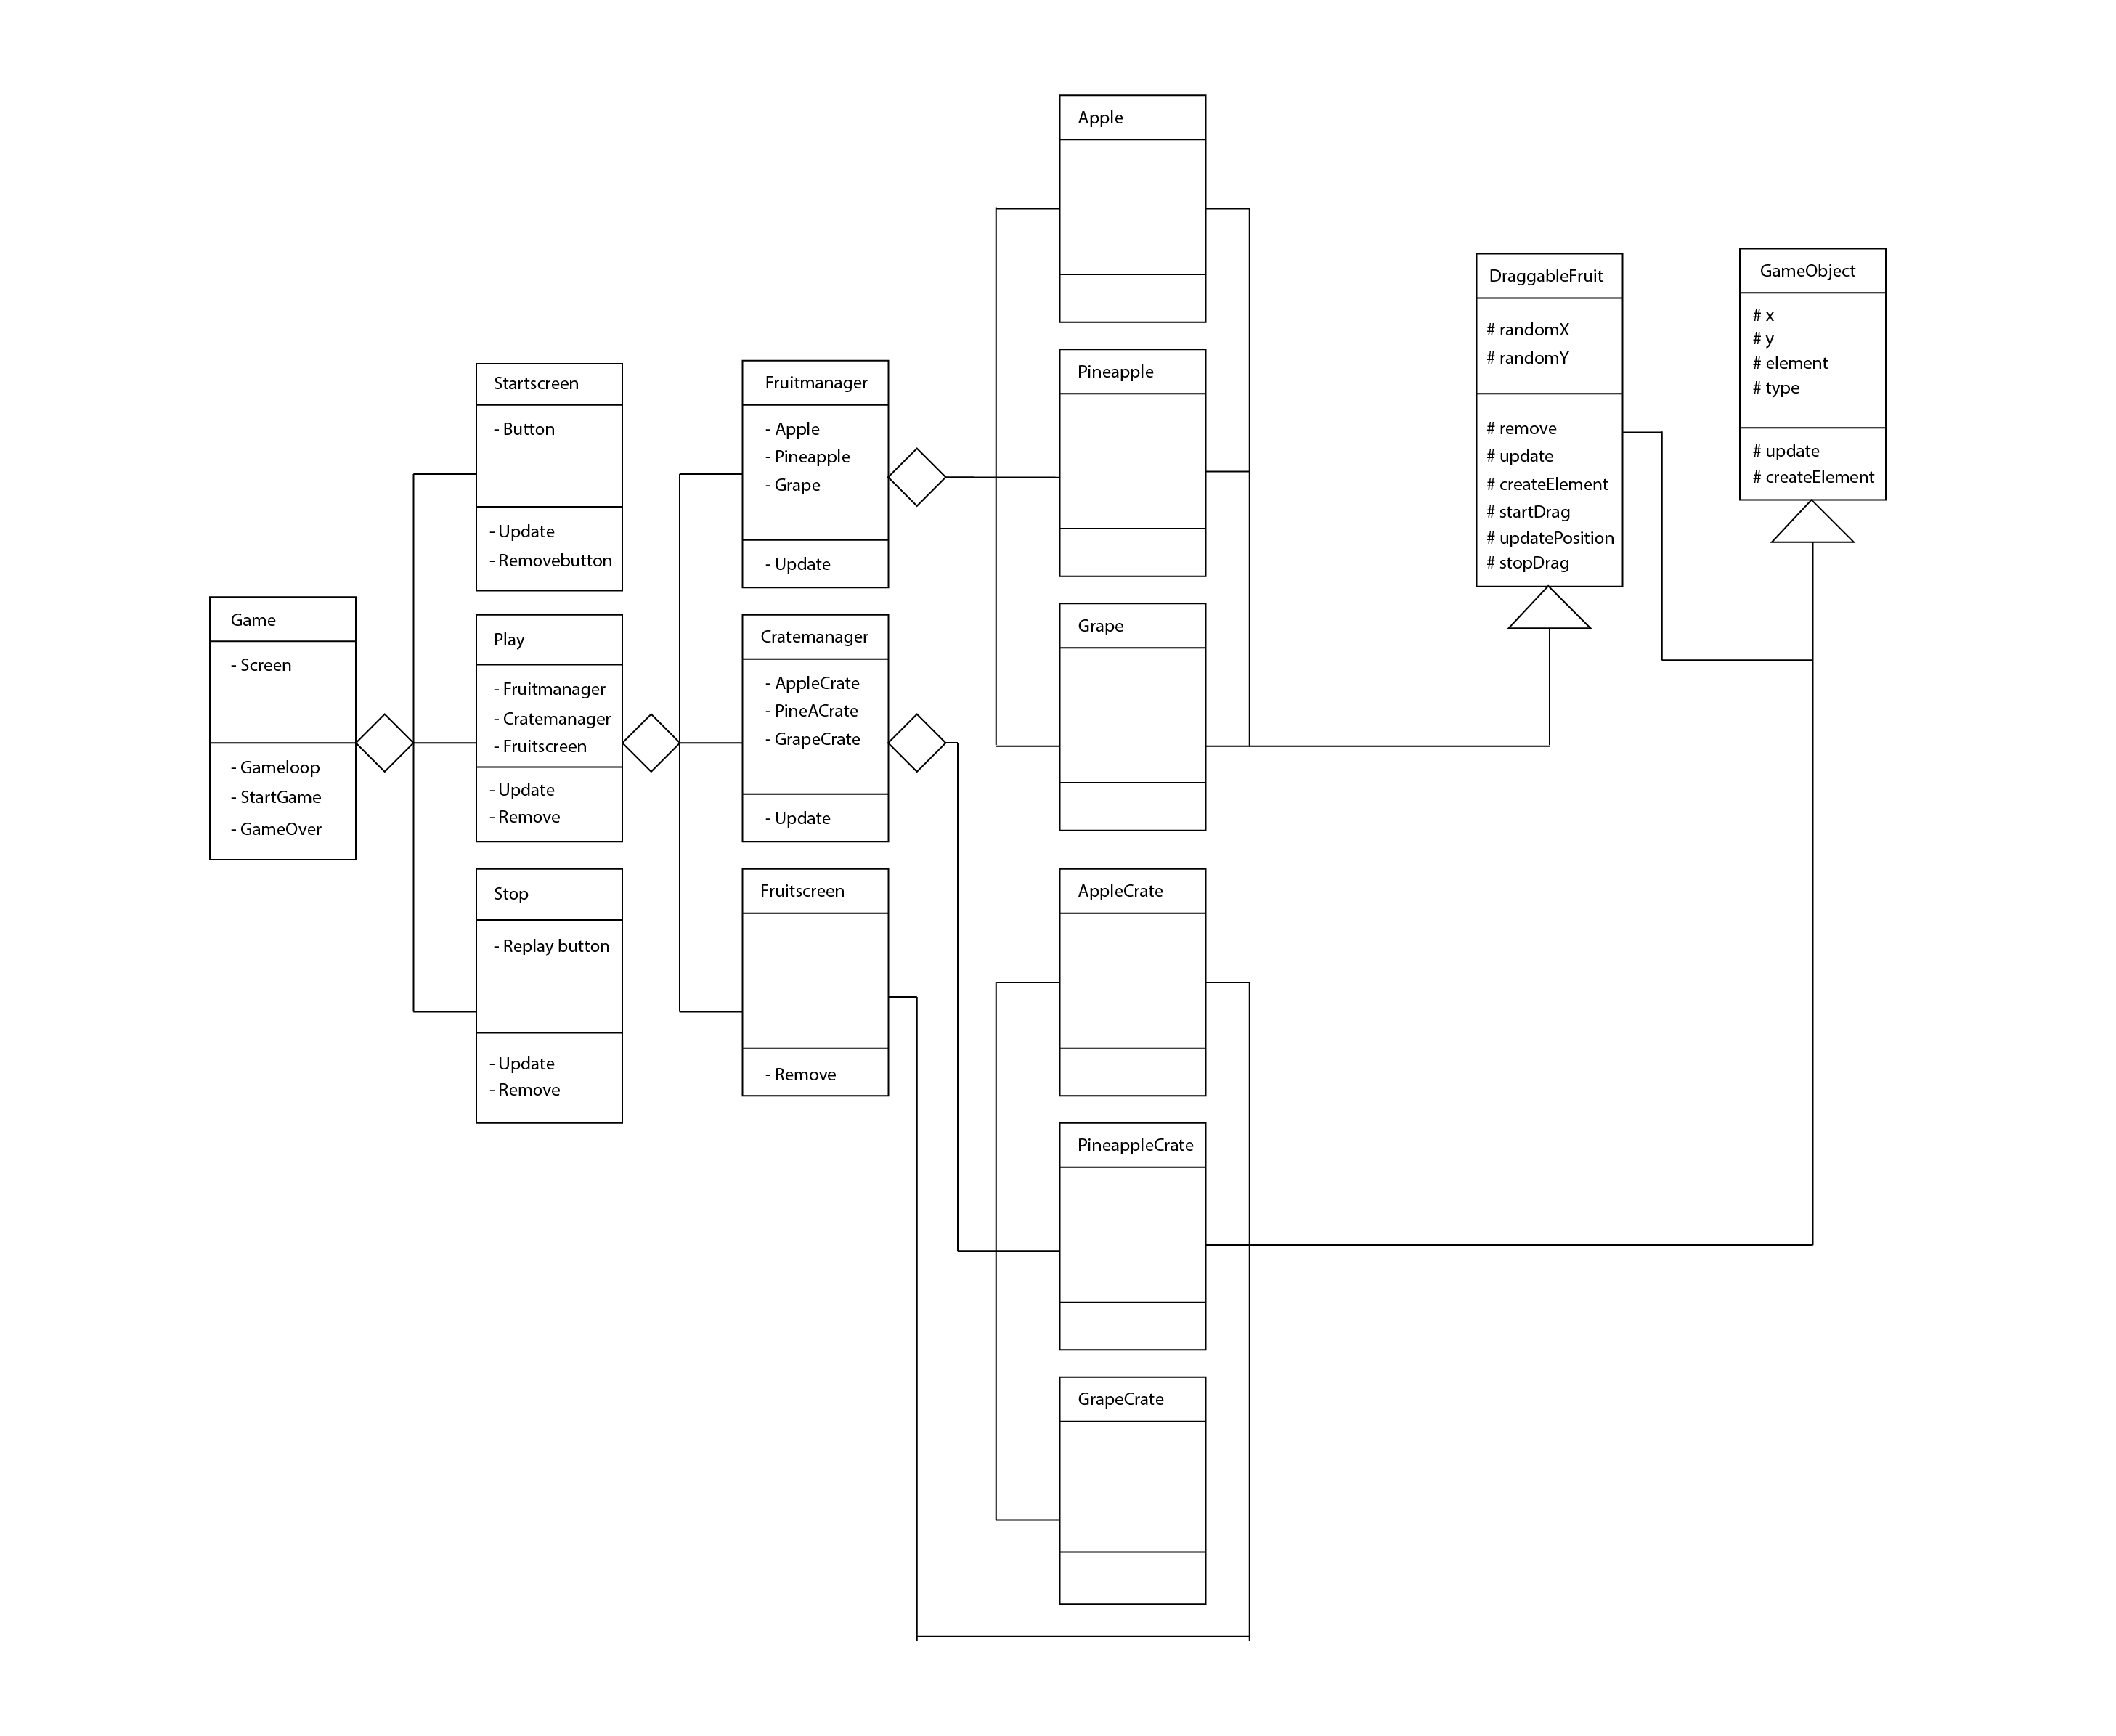 Game
- Screen
- Gameloop
- StartGame
- GameOver
Startscreen
- Button
- Update
- Removebutton
Play
- Fruitmanager
- Cratemanager
- Fruitscreen
- Update
- Remove
Stop
- Replay button
- Update
- Remove
Fruitmanager
- Apple
- Pineapple
- Grape
- Update
Cratemanager
- AppleCrate
- PineACrate
- GrapeCrate
- Update
Fruitscreen
- Remove
Apple
Pineapple
Grape
AppleCrate
PineappleCrate
GrapeCrate
DraggableFruit
# randomX
# randomY
# remove
# update
# createElement
# startDrag
# updatePosition
# stopDrag
GameObject
# x
# y
# element
# type
# update
# createElement